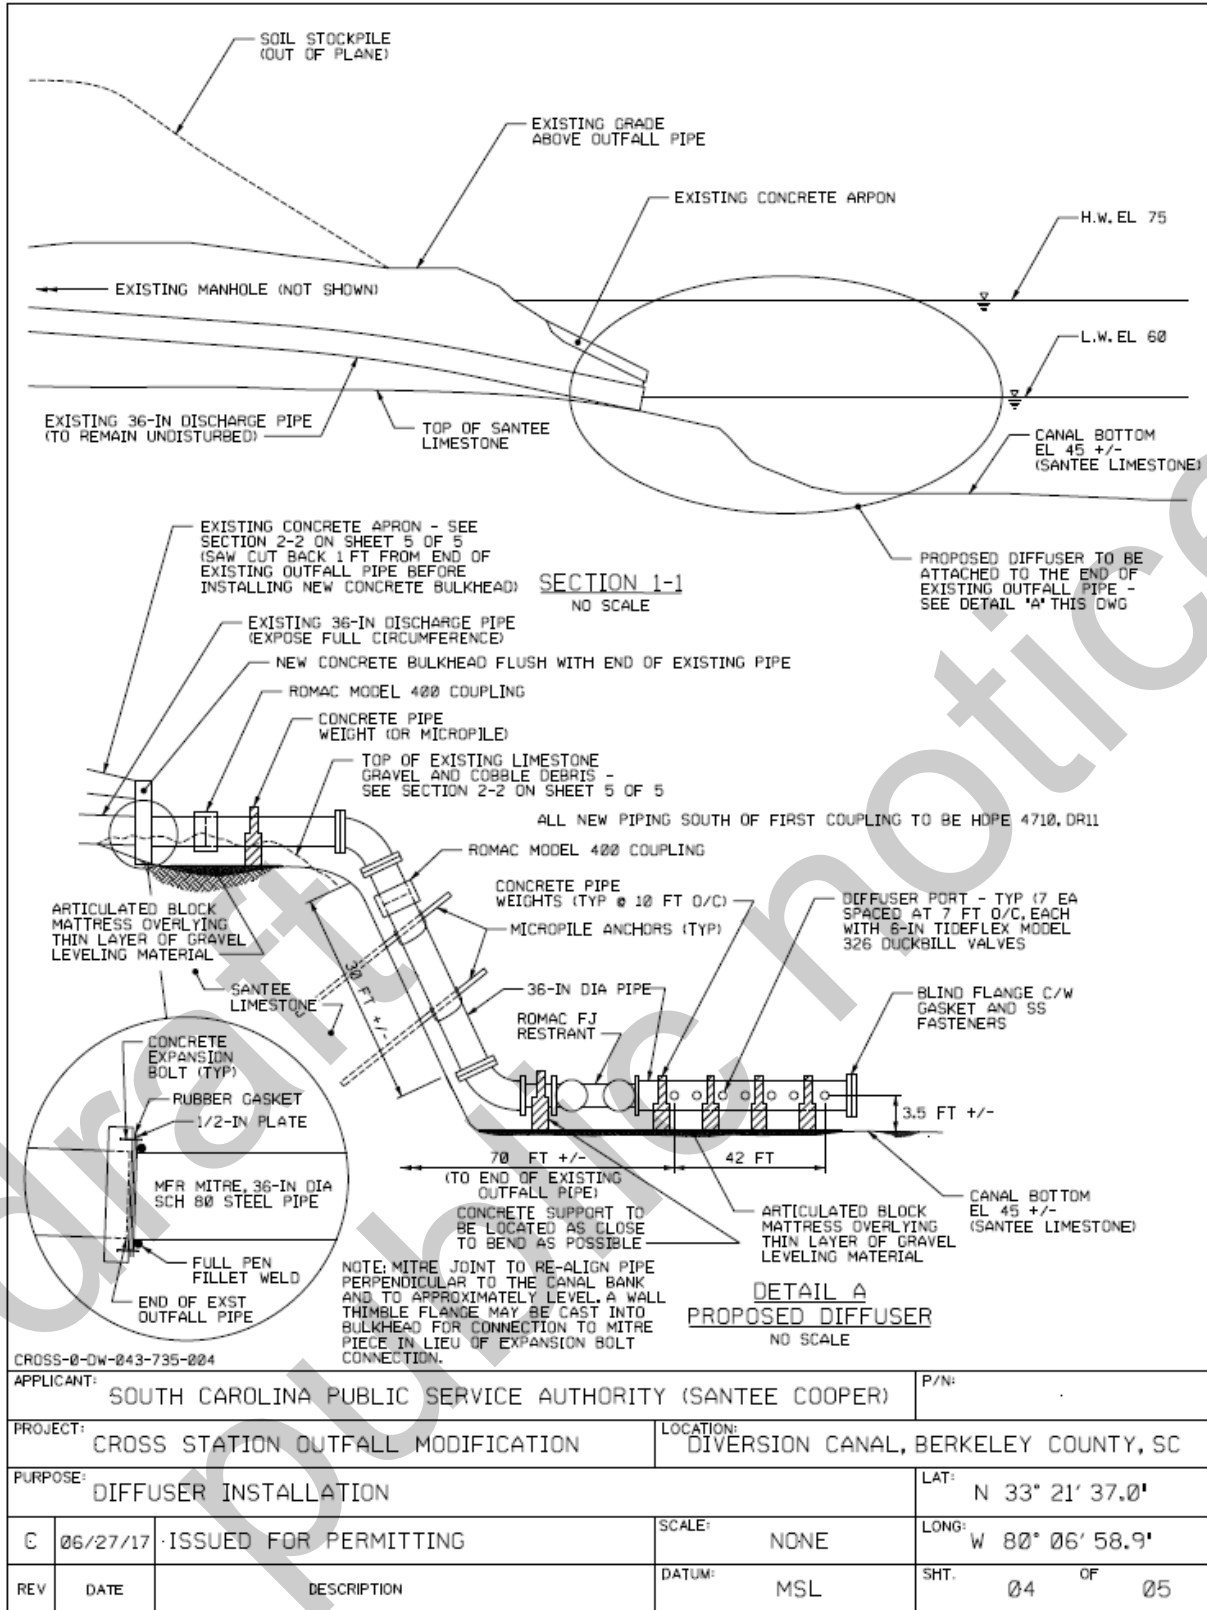 SOIL STOCKPILE
(OUT OF PLANE)
EXISTING GRADE
ABOVE OUTFALL PIPE
EXISTING CONCRETE ARPON
H.W. EL 75
EXISTING MANHOLE (NOT SHOWN)
L.W. EL 60
EXISTING 36-IN DISCHARGE PIPE
(TO REMAIN UNDISTURBED)
TOP OF SANTEE
LIMESTONE
CANAL BOTTOM
EL 45 +/-
(SANTEE LIMESTONE)
EXISTING CONCRETE APRON - SEE
SECTION 2-2 ON SHEET 5 OF 5
(SAW CUT BACK 1 FT FROM END OF
EXISTING OUTFALL PIPE BEFORE
INSTALLING NEW CONCRETE BULKHEAD)
SECTION 1-1
NO SCALE
PROPOSED DIFFUSER TO BE
ATTACHED TO THE END OF
EXISTING OUTFALL PIPE -
SEE DETAIL "A" THIS DWG
EXISTING 36-IN DISCHARGE PIPE
(EXPOSE FULL CIRCUMFERENCE)
NEW CONCRETE BULKHEAD FLUSH WITH END OF EXISTING PIPE
ROMAC MODEL 400 COUPLING
CONCRETE PIPE
WEIGHT (OR MICROPILE)
TOP OF EXISTING LIMESTONE
GRAVEL AND COBBLE DEBRIS -
SEE SECTION 2-2 ON SHEET 5 OF 5
ALL NEW PIPING SOUTH OF FIRST COUPLING TO BE HDPE 4710, DR11
ROMAC MODEL 400 COUPLING
CONCRETE PIPE
WEIGHTS (TYP @ 10 FT O/C)
MICROPILE ANCHORS (TYP)
DIFFUSER PORT - TYP (7 EA
SPACED AT 7 FT O/C, EACH
WITH 6-IN TIDEFLEX MODEL
326 DUCKBILL VALVES
ARTICULATED BLOCK
MATTRESS OVERLYING
THIN LAYER OF GRAVEL
LEVELING MATERIAL
SANTEE
LIMESTONE
30 FT +/-
36-IN DIA PIPE
ROMAC FJ
RESTRANT
BLIND FLANGE C/W
GASKET AND SS
FASTENERS
CONCRETE
EXPANSION
BOLT (TYP)
RUBBER GASKET
1/2-IN PLATE
3.5 FT +/-
MFR MITRE, 36-IN DIA
SCH 80 STEEL PIPE
FULL PEN
FILLET WELD
END OF EXST
OUTFALL PIPE
70 FT +/-
(TO END OF EXISTING
OUTFALL PIPE)
42 FT
CONCRETE SUPPORT TO
BE LOCATED AS CLOSE
TO BEND AS POSSIBLE
ARTICULATED BLOCK
MATTRESS OVERLYING
THIN LAYER OF GRAVEL
LEVELING MATERIAL
CANAL BOTTOM
EL 45 +/-
(SANTEE LIMESTONE)
NOTE: MITRE JOINT TO RE-ALIGN PIPE
PERPENDICULAR TO THE CANAL BANK
AND TO APPROXIMATELY LEVEL. A WALL
THIMBLE FLANGE MAY BE CAST INTO
BULKHEAD FOR CONNECTION TO MITRE
PIECE IN LIEU OF EXPANSION BOLT
CONNECTION.
DETAIL A
PROPOSED DIFFUSER
NO SCALE
draft
public notice
CROSS-0-DW-043-735-004
APPLICANT: SOUTH CAROLINA PUBLIC SERVICE AUTHORITY (SANTEE COOPER)
P/N:
PROJECT: CROSS STATION OUTFALL MODIFICATION
LOCATION: DIVERSION CANAL, BERKELEY COUNTY, SC
PURPOSE: DIFFUSER INSTALLATION
LAT: N 33° 21' 37.0"
C 06/27/17 ISSUED FOR PERMITTING
SCALE: NONE
LONG: W 80° 06' 58.9"
REV DATE DESCRIPTION
DATUM: MSL
SHT. 04 OF 05